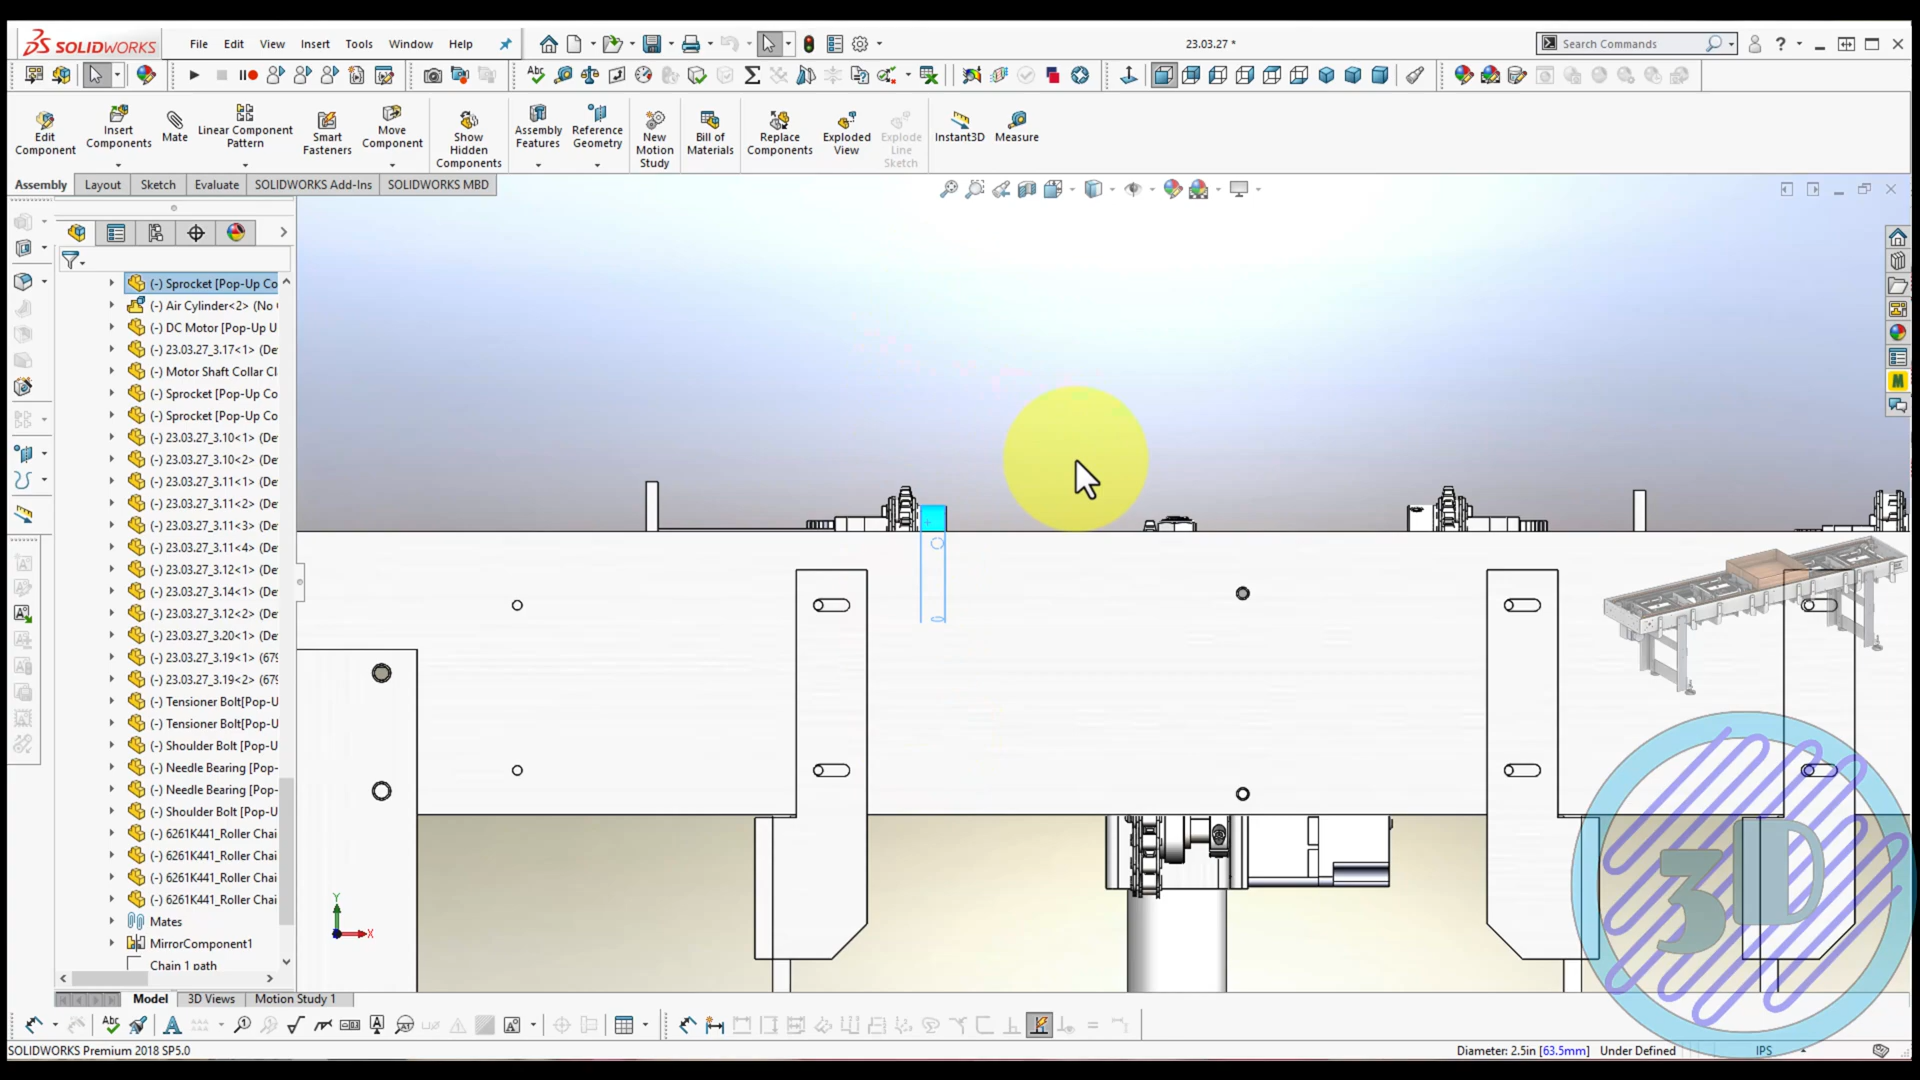 SOLIDWORKS
File Edit View Insert Tools Window Help
23.03.27 *
Search Commands
Edit Component
Insert Components
Mate
Linear Component Pattern
Smart Fasteners
Move Component
Show Hidden Components
Assembly Features
Reference Geometry
New Motion Study
Bill of Materials
Replace Components
Exploded View
Explode Line Sketch
Instant3D
Measure
Assembly Layout Sketch Evaluate SOLIDWORKS Add-Ins SOLIDWORKS MBD
(-) Sprocket [Pop-Up Co
(-) Air Cylinder<2> (No
(-) DC Motor [Pop-Up U
(-) 23.03.27_3.17<1> (De
(-) Motor Shaft Collar Cl
(-) Sprocket [Pop-Up Co
(-) Sprocket [Pop-Up Co
(-) 23.03.27_3.10<1> (De
(-) 23.03.27_3.10<2> (De
(-) 23.03.27_3.11<1> (De
(-) 23.03.27_3.11<2> (De
(-) 23.03.27_3.11<3> (De
(-) 23.03.27_3.11<4> (De
(-) 23.03.27_3.12<1> (De
(-) 23.03.27_3.14<1> (De
(-) 23.03.27_3.12<2> (De
(-) 23.03.27_3.20<1> (De
(-) 23.03.27_3.19<1> (679
(-) 23.03.27_3.19<2> (679
(-) Tensioner Bolt[Pop-U
(-) Tensioner Bolt[Pop-U
(-) Shoulder Bolt [Pop-U
(-) Needle Bearing [Pop-
(-) Needle Bearing [Pop-
(-) Shoulder Bolt [Pop-U
(-) 6261K441_Roller Chai
(-) 6261K441_Roller Chai
(-) 6261K441_Roller Chai
(-) 6261K441_Roller Chai
Mates
MirrorComponent1
Chain 1 path
Y
X
3D
Model 3D Views Motion Study 1
SOLIDWORKS Premium 2018 SP5.0
Diameter: 2.5in [63.5mm] Under Defined IPS